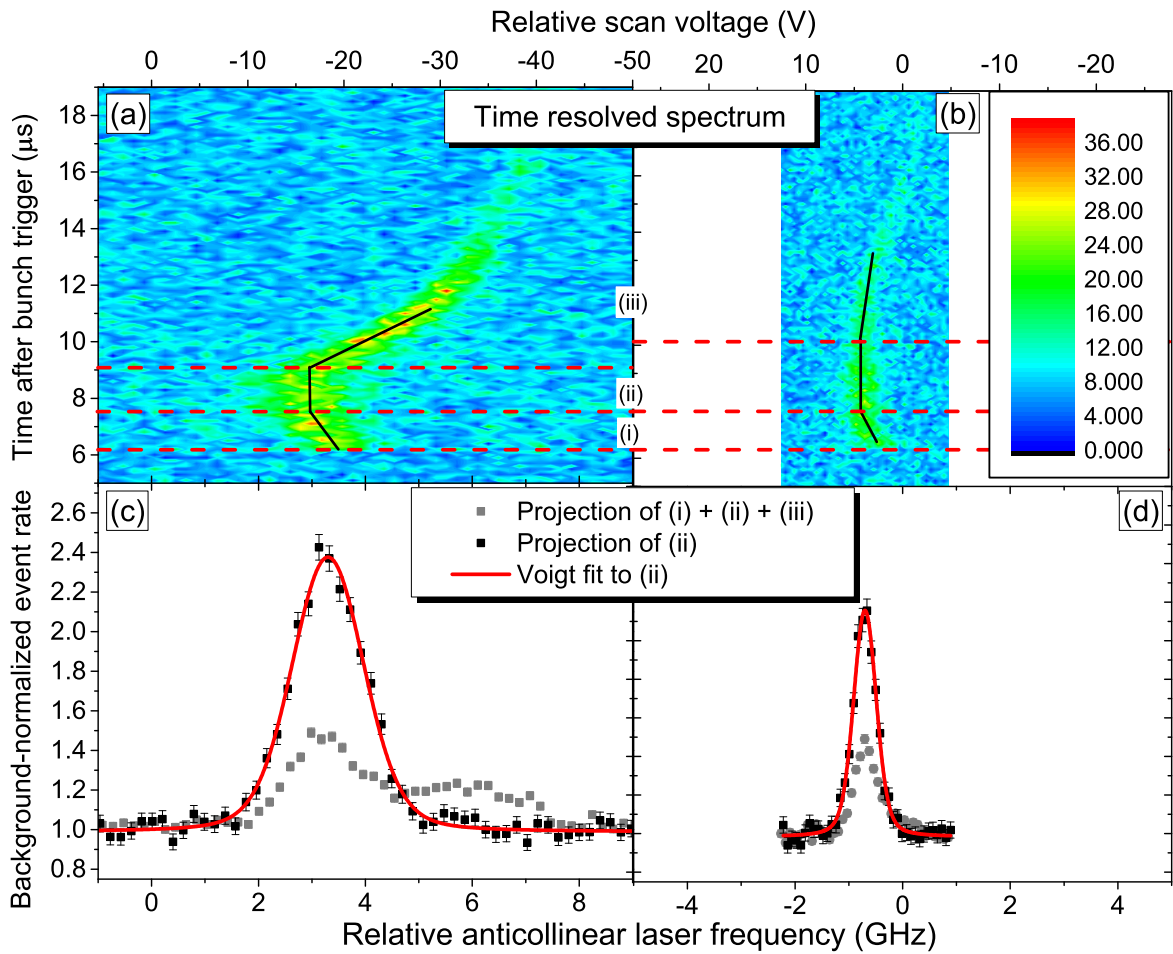 Relative scan voltage (V)
0 -10 -20 -30 -40 -50 20 10 0 -10 -20
(a) Time resolved spectrum (b)
Time after bunch trigger (µs)
18
16
14
12
10
8
6
(iii)
(ii)
(i)
36.00
32.00
28.00
24.00
20.00
16.00
12.00
8.000
4.000
0.000
(c) (d)
Projection of (i) + (ii) + (iii)
Projection of (ii)
Voigt fit to (ii)
Background-normalized event rate
2.6
2.4
2.2
2.0
1.8
1.6
1.4
1.2
1.0
0.8
0 2 4 6 8 -4 -2 0 2 4
Relative anticollinear laser frequency (GHz)